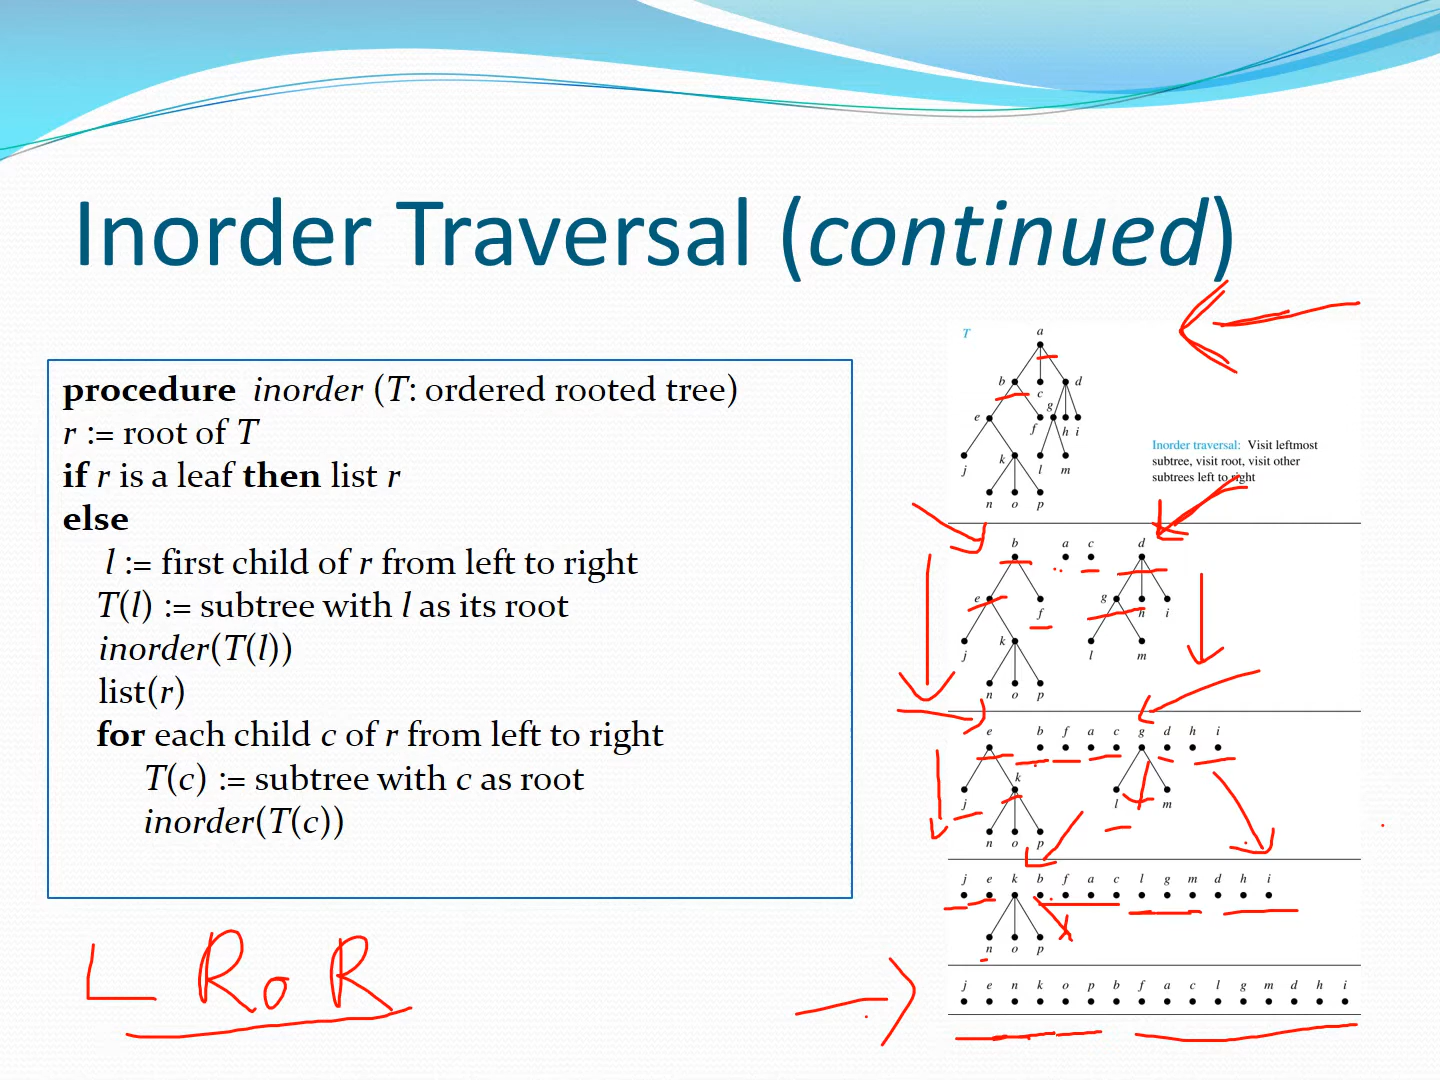 Inorder Traversal (continued)
procedure inorder (T: ordered rooted tree)
r := root of T
if r is a leaf then list r
else
l := first child of r from left to right
T(l) := subtree with l as its root
inorder(T(l))
list(r)
for each child c of r from left to right
T(c) := subtree with c as root
inorder(T(c))
L Ro R
T
a
b c d
e f g h i
j k l m
n o p
Inorder traversal: Visit leftmost
subtree, visit root, visit other
subtrees left to right
b a c d
e f g h i
j k l m
n o p
e b f a c g d h i
j k l m
n o p
j e k b f a c l g m d h i
n o p
j e n k o p b f a c l g m d h i